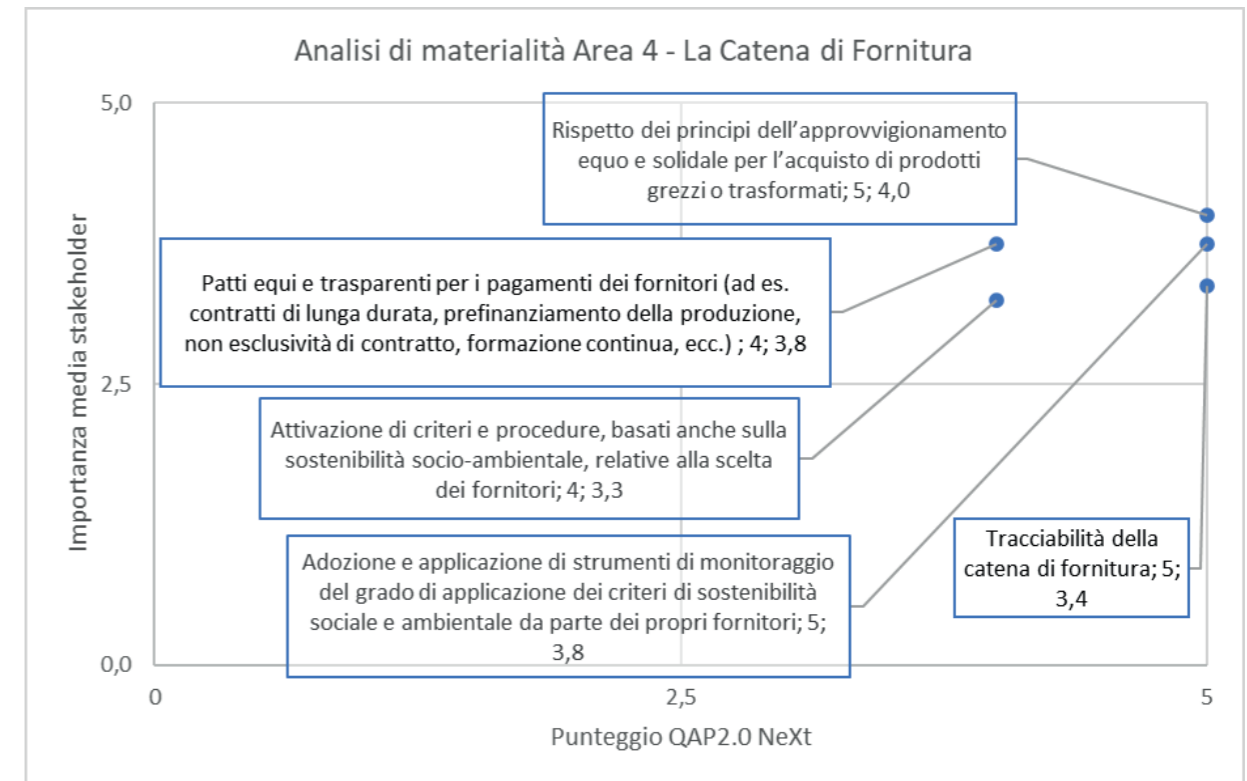 Analisi di materialità Area 4 - La Catena di Fornitura
Importanza media stakeholder
5,0
2,5
0,0
Rispetto dei principi dell’approvvigionamento
equo e solidale per l’acquisto di prodotti
grezzi o trasformati; 5; 4,0
Patti equi e trasparenti per i pagamenti dei fornitori (ad es.
contratti di lunga durata, prefinanziamento della produzione,
non esclusività di contratto, formazione continua, ecc.) ; 4; 3,8
Attivazione di criteri e procedure, basati anche sulla
sostenibilità socio-ambientale, relative alla scelta
dei fornitori; 4; 3,3
Adozione e applicazione di strumenti di monitoraggio
del grado di applicazione dei criteri di sostenibilità
sociale e ambientale da parte dei propri fornitori; 5;
3,8
Tracciabilità della
catena di fornitura; 5;
3,4
0
2,5
5
Punteggio QAP2.0 NeXt